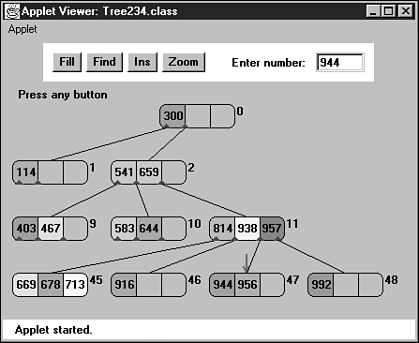 Applet Viewer: Tree234.class
Applet
Fill Find Ins Zoom Enter number: 944
Press any button
300 0
114 1 541 659 2
403 467 9 583 644 10 814 938 957 11
669 678 713 45 916 46 944 956 47 992 48
Applet started.